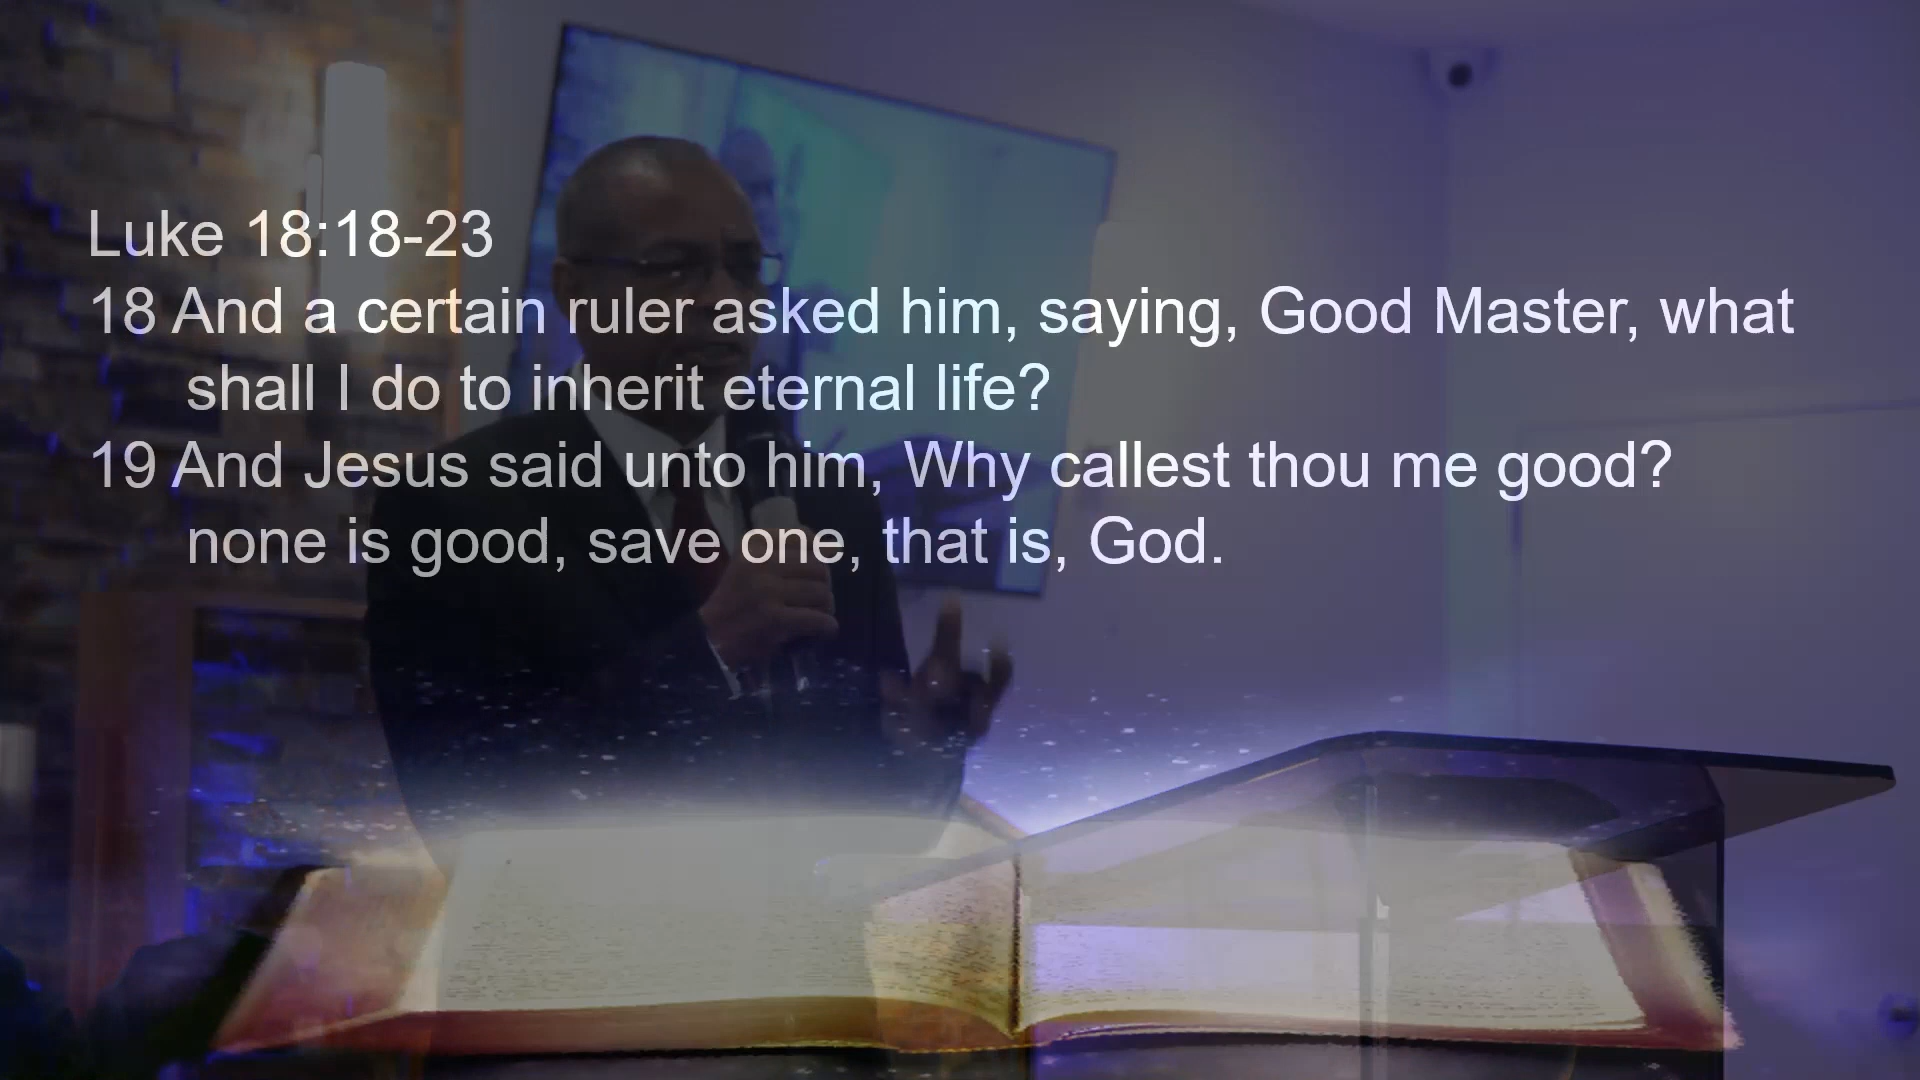 Luke 18:18-23
18 And a certain ruler asked him, saying, Good Master, what
shall I do to inherit eternal life?
19 And Jesus said unto him, Why callest thou me good?
none is good, save one, that is, God.